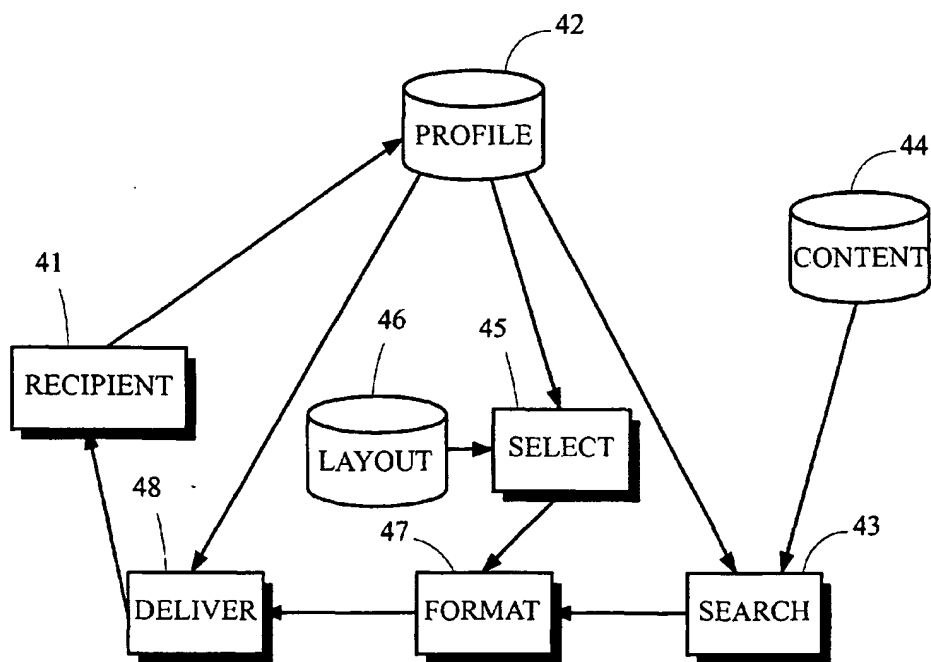 42
PROFILE
44
CONTENT
41
RECIPIENT
46
45
LAYOUT
SELECT
48
47
43
DELIVER
FORMAT
SEARCH